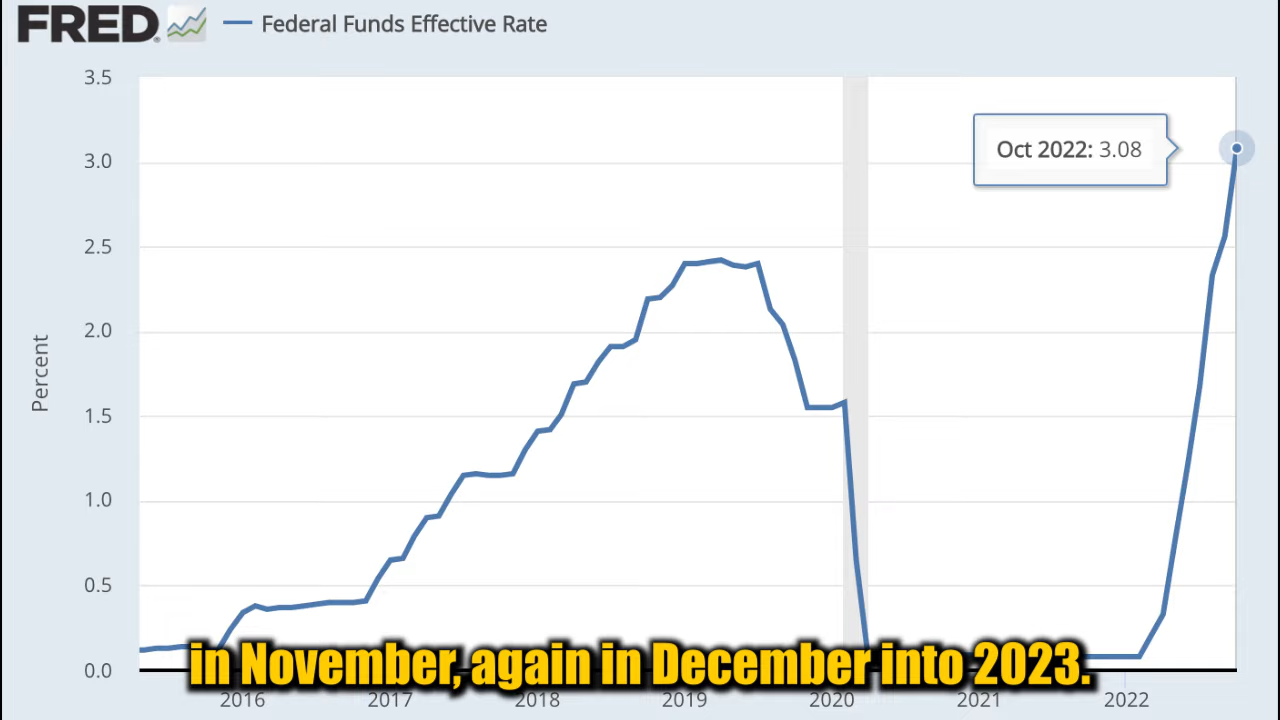 FRED
Federal Funds Effective Rate
3.5
3.0
2.5
2.0
1.5
1.0
0.5
0.0
Percent
Oct 2022: 3.08
in November, again in December into 2023.
2016 2017 2018 2019 2020 2021 2022